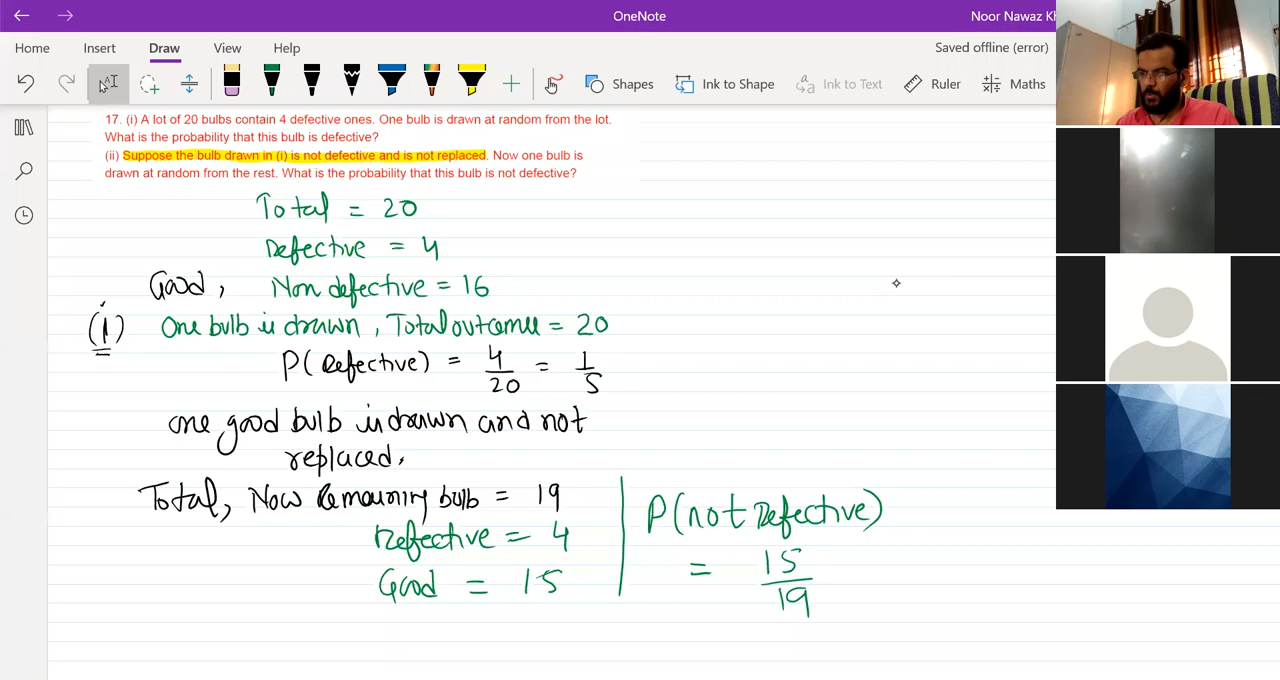 OneNote
Noor Nawaz Kh
Home Insert Draw View Help
Saved offline (error)
Shapes Ink to Shape Ink to Text Ruler Maths
17. (i) A lot of 20 bulbs contain 4 defective ones. One bulb is drawn at random from the lot.
What is the probability that this bulb is defective?
(ii) Suppose the bulb drawn in (i) is not defective and is not replaced. Now one bulb is
drawn at random from the rest. What is the probability that this bulb is not defective?
Total = 20
Defective = 4
Good, Non defective = 16
(i) One bulb is drawn, Total outcome = 20
P(Defective) = 4/20 = 1/5
one good bulb is drawn and not
replaced.
Total, Now Remaining bulb = 19
Defective = 4
Good = 15
P(not Defective)
= 15/19